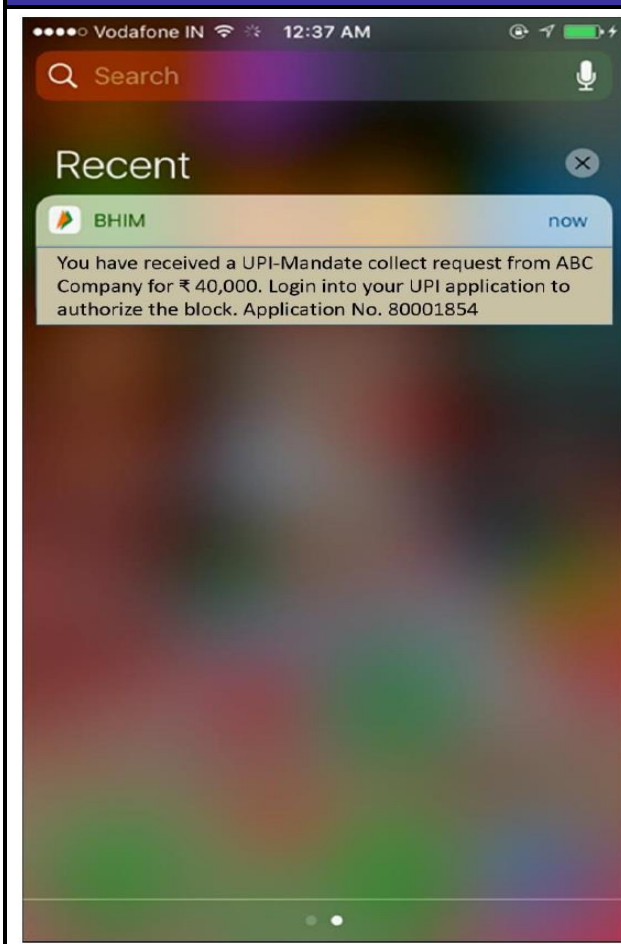 Vodafone IN 12:37 AM
Search
Recent
BHIM now
You have received a UPI-Mandate collect request from ABC
Company for ₹ 40,000. Login into your UPI application to
authorize the block. Application No. 80001854